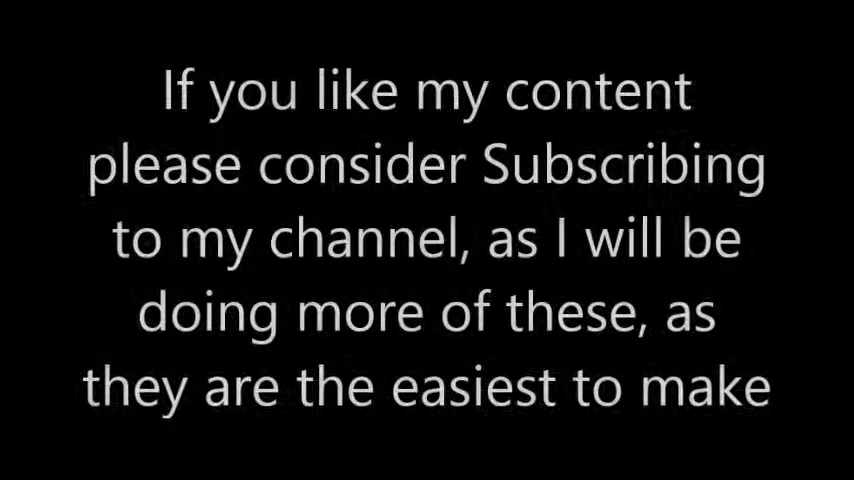 If you like my content
please consider Subscribing
to my channel, as I will be
doing more of these, as
they are the easiest to make